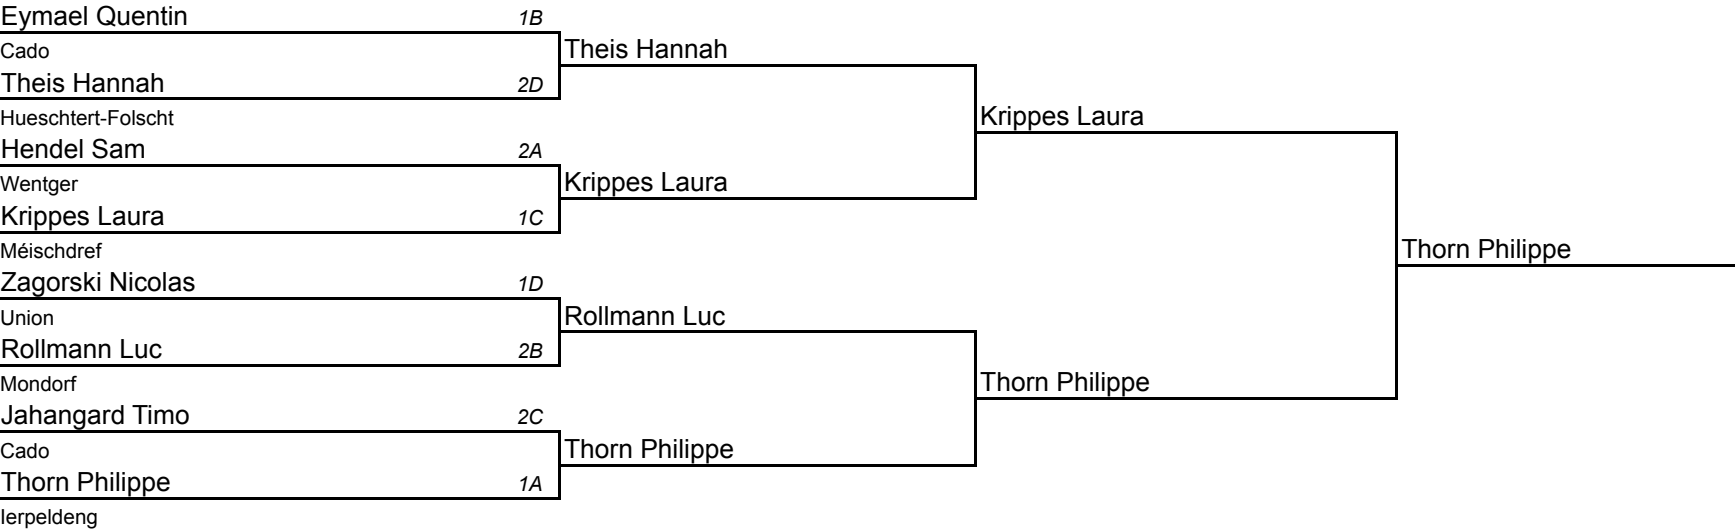 Eymael Quentin 1B
Cado
Theis Hannah
Theis Hannah 2D
Hueschtert-Folscht
Krippes Laura
Hendel Sam 2A
Wentger
Krippes Laura
Krippes Laura 1C
Méischdref
Thorn Philippe
Zagorski Nicolas 1D
Union
Rollmann Luc
Rollmann Luc 2B
Mondorf
Thorn Philippe
Jahangard Timo 2C
Cado
Thorn Philippe
Thorn Philippe 1A
Ierpeldeng